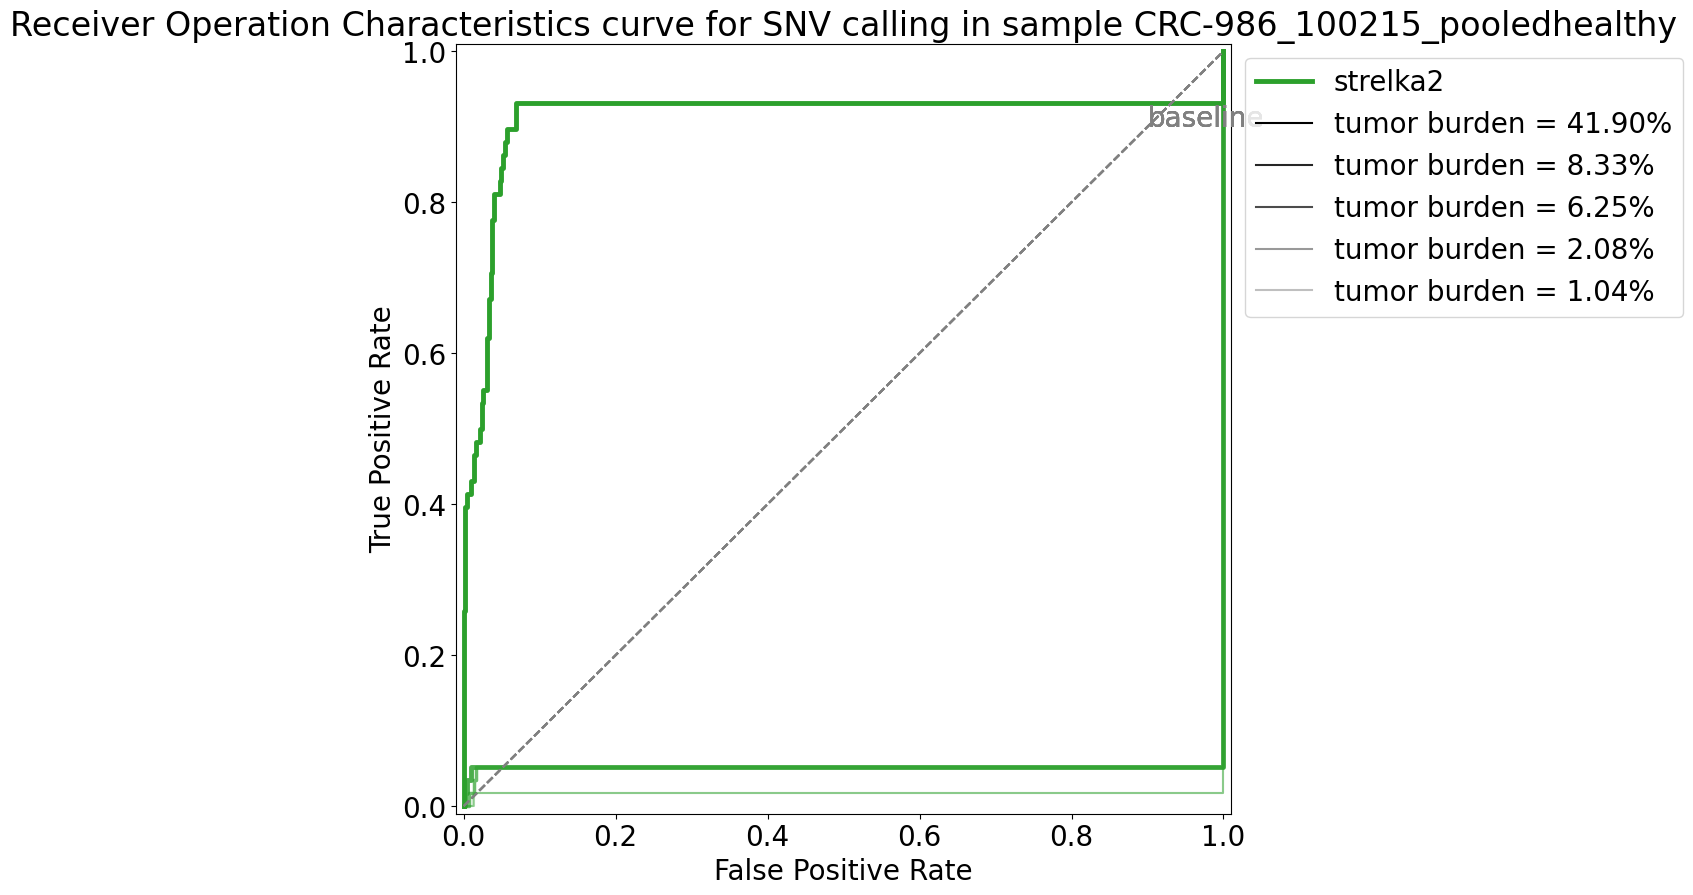 Receiver Operation Characteristics curve for SNV calling in sample CRC-986_100215_pooledhealthy
1.0
0.8
0.6
0.4
0.2
0.0
True Positive Rate
0.0 0.2 0.4 0.6 0.8 1.0
False Positive Rate
baseline
strelka2
tumor burden = 41.90%
tumor burden = 8.33%
tumor burden = 6.25%
tumor burden = 2.08%
tumor burden = 1.04%